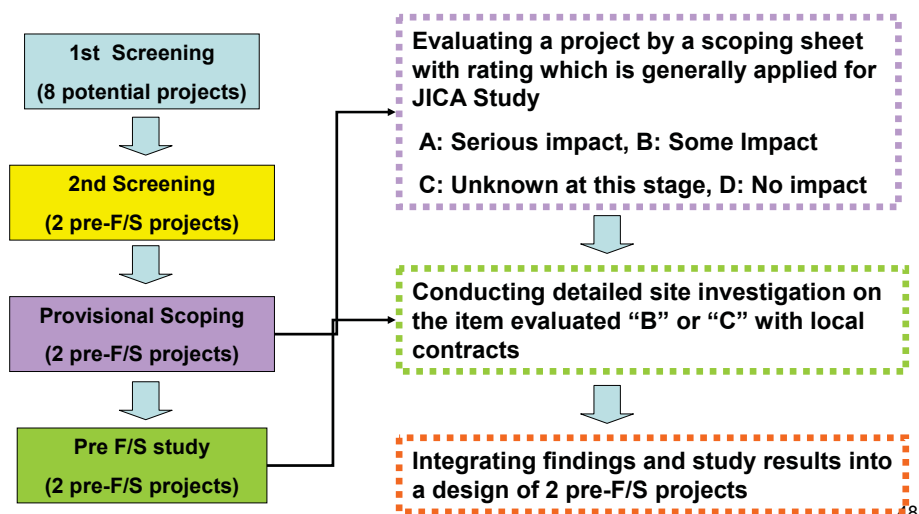 1st  Screening
(8 potential projects)
2nd Screening
(2 pre-F/S projects)
Provisional Scoping
(2 pre-F/S projects)
Pre F/S study
(2 pre-F/S projects)
Evaluating a project by a scoping sheet
with rating which is generally applied for
JICA Study
A: Serious impact, B: Some Impact
C: Unknown at this stage, D: No impact
Conducting detailed site investigation on
the item evaluated “B” or “C” with local
contracts
Integrating findings and study results into
a design of 2 pre-F/S projects